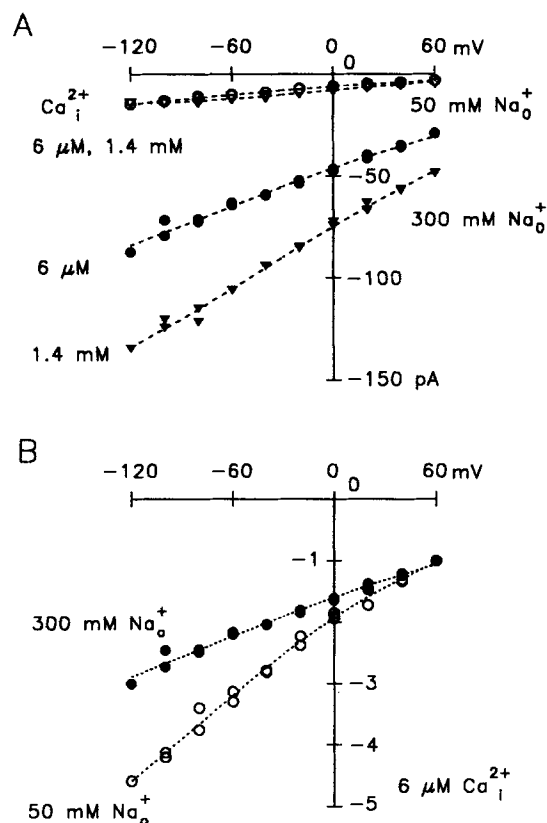 A
-120 -60 60 mV
0
Ca2+i
6 μM, 1.4 mM
50 mM Na+0
-50
300 mM Na+0
6 μM
-100
1.4 mM
-150 pA
B
-120 -60 0 60 mV
0
-1
300 mM Na+o
-3
-4
6 μM Ca2+i
-5
50 mM Na+o